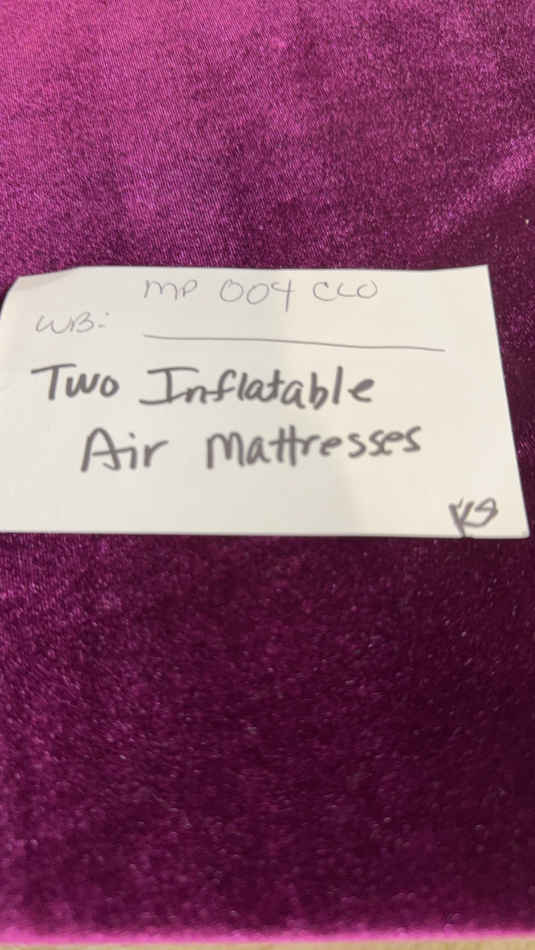 MP 004 CLO
WB:
Two Inflatable
Air Mattresses
KS